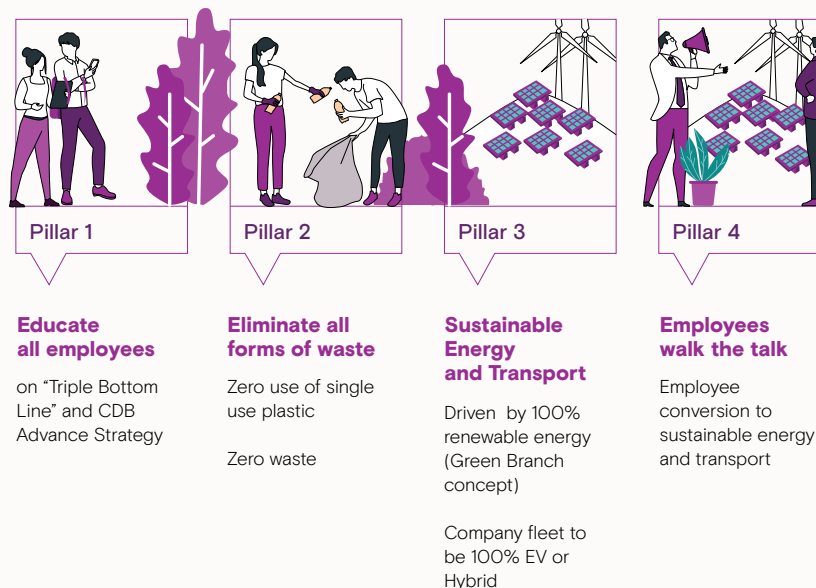 Pillar 1
Educate
all employees
on “Triple Bottom
Line” and CDB
Advance Strategy
Pillar 2
Eliminate all
forms of waste
Zero use of single
use plastic
Zero waste
Pillar 3
Sustainable
Energy
and Transport
Driven by 100%
renewable energy
(Green Branch
concept)
Company fleet to
be 100% EV or
Hybrid
Pillar 4
Employees
walk the talk
Employee
conversion to
sustainable energy
and transport